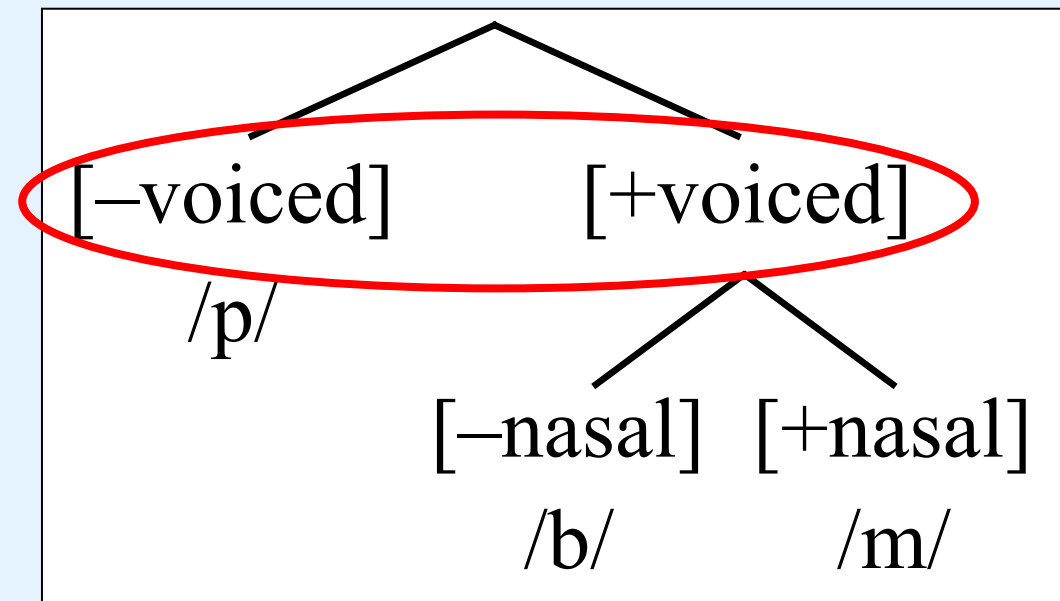 [–voiced] [+voiced]
/p/
[–nasal] [+nasal]
/b/ /m/